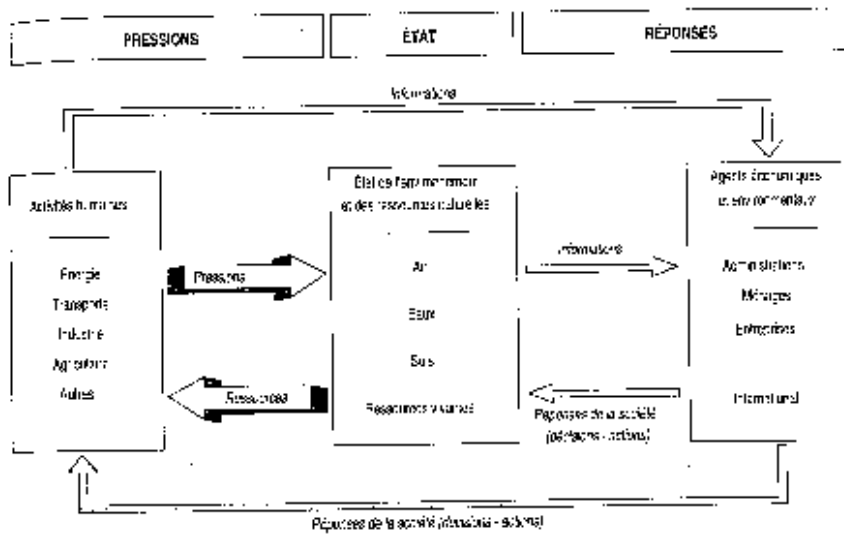 PRESSIONS
ÉTAT
RÉPONSES
Informations
Activités humaines
Énergie
Transports
Industrie
Agriculture
Autres
Pressions
Ressources
État de l'environnement
et des ressources naturelles
Air
Eaux
Sols
Ressources vivantes
Informations
Réponses de la société
(décisions - actions)
Agents économiques
et environnementaux
Administrations
Ménages
Entreprises
International
Réponses de la société (décisions - actions)